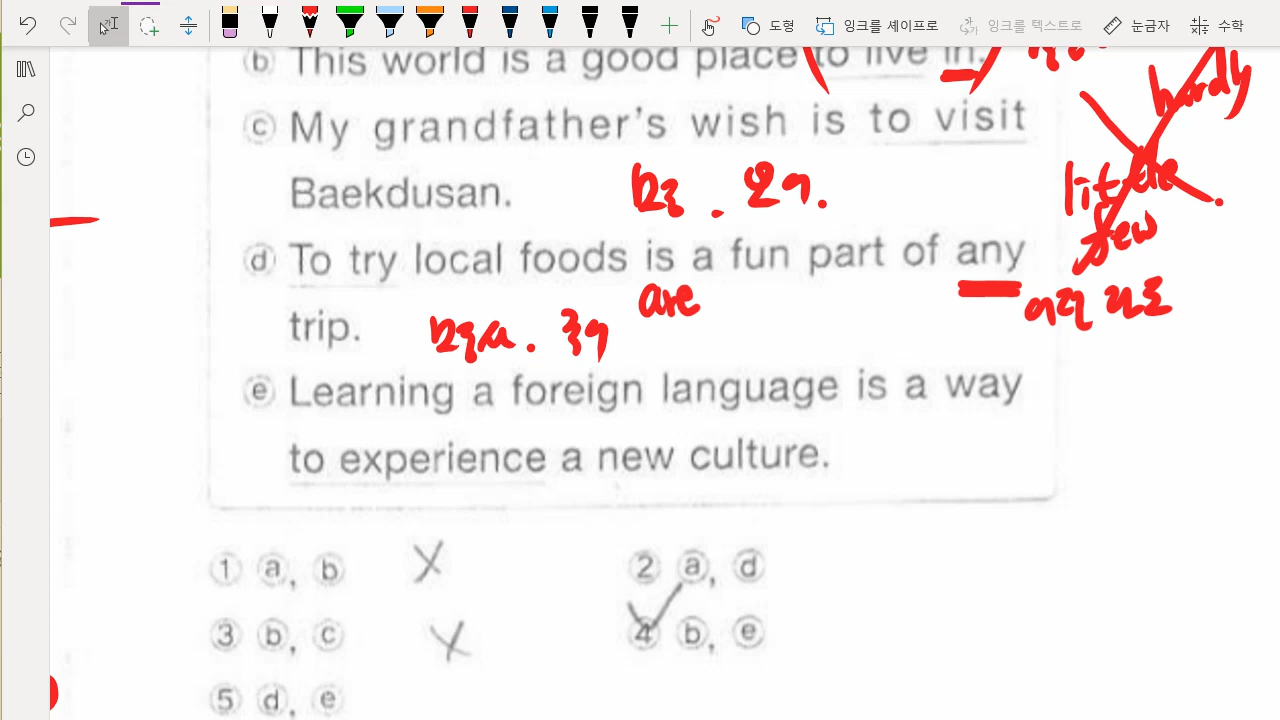 도형 잉크를 셰이프로 잉크를 텍스트로 눈금자 수학
ⓑ This world is a good place to live in.
hardly
ⓒ My grandfather's wish is to visit
Baekdusan.
little
few
ⓓ To try local foods is a fun part of any
are
trip.
ⓔ Learning a foreign language is a way
to experience a new culture.
① ⓐ, ⓑ X
② ⓐ, ⓓ
③ ⓑ, ⓒ X
④ ⓑ, ⓔ
⑤ ⓓ, ⓔ